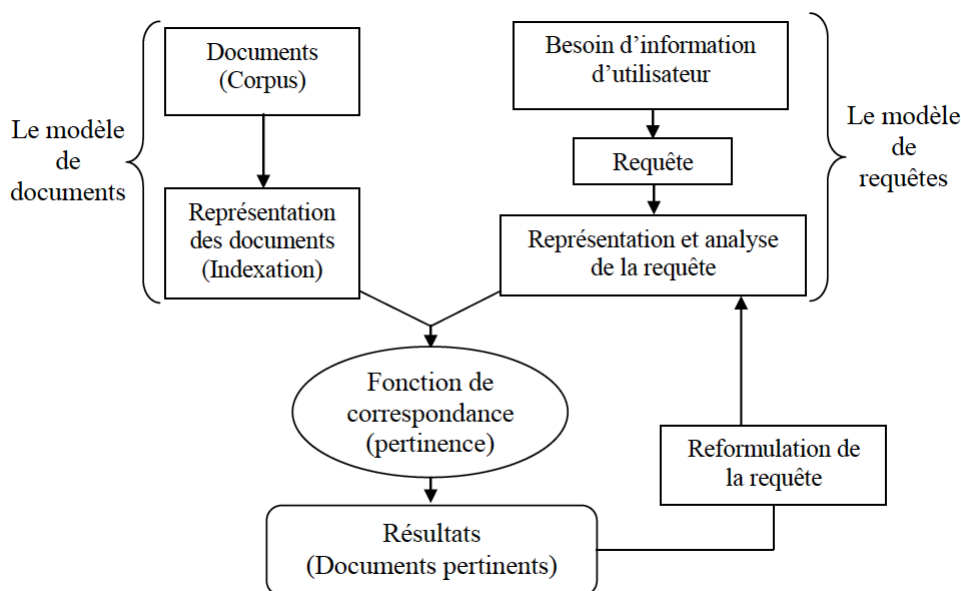 Le modèle
de
documents
Documents
(Corpus)
Représentation
des documents
(Indexation)
Besoin d’information
d’utilisateur
Requête
Représentation et analyse
de la requête
Le modèle
de
requêtes
Fonction de
correspondance
(pertinence)
Reformulation de
la requête
Résultats
(Documents pertinents)